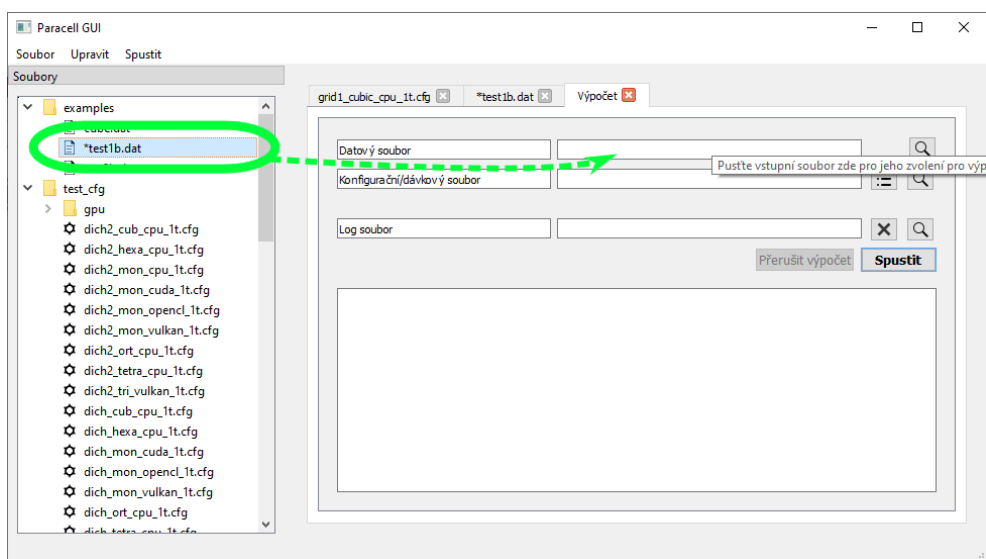 Paracell GUI
Soubor Upravit Spustit
Soubory
examples
*test1b.dat
test_cfg
gpu
dich2_cub_cpu_1t.cfg
dich2_hexa_cpu_1t.cfg
dich2_mon_cpu_1t.cfg
dich2_mon_cuda_1t.cfg
dich2_mon_opencl_1t.cfg
dich2_mon_vulkan_1t.cfg
dich2_ort_cpu_1t.cfg
dich2_tetra_cpu_1t.cfg
dich2_tri_vulkan_1t.cfg
dich_cub_cpu_1t.cfg
dich_hexa_cpu_1t.cfg
dich_mon_cuda_1t.cfg
dich_mon_opencl_1t.cfg
dich_mon_vulkan_1t.cfg
dich_ort_cpu_1t.cfg
dich_tetra_cpu_1t.cfg
grid1_cubic_cpu_1t.cfg *test1b.dat Výpočet
Datový soubor
Pusťte vstupní soubor zde pro jeho zvolení pro výp
Konfigurační/dávkový soubor
Log soubor
Přerušit výpočet Spustit